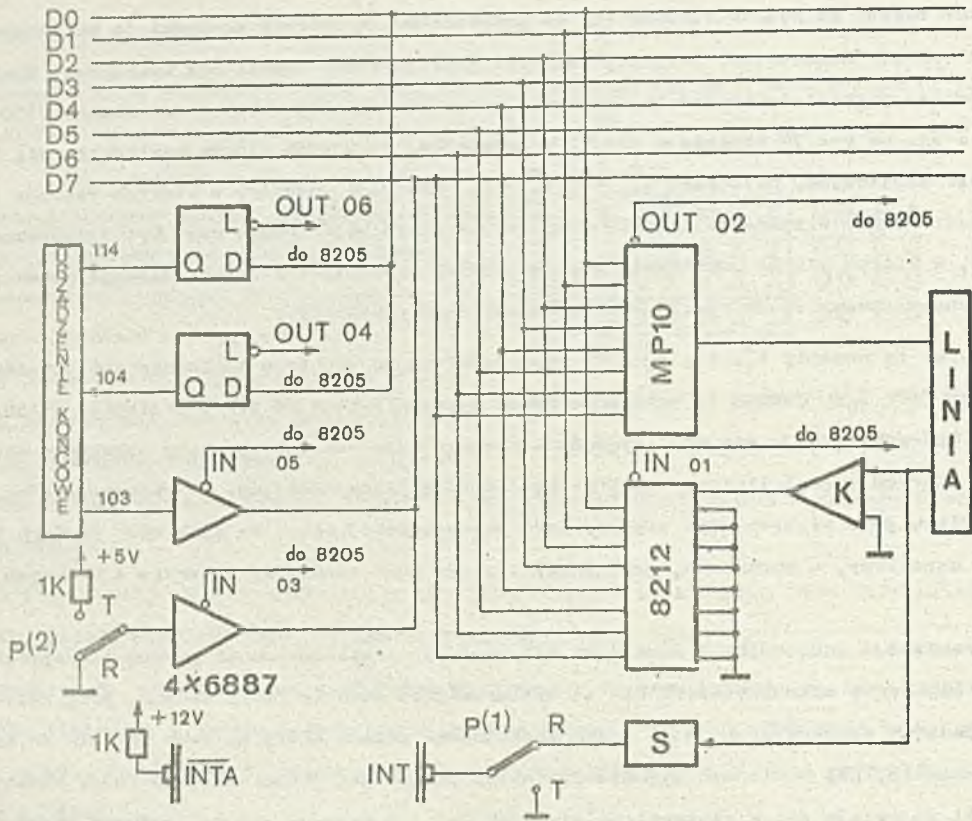 D0
D1
D2
D3
D4
D5
D6
D7
OUT 06
do 8205
L
Q D
114
URZĄDZENIE KOŃCOWE
OUT 04
do 8205
L
Q D
104
do 8205
IN 05
103
do 8205
IN 03
4×6887
+5V
1K
T
P(2)
R
+12V
1K
INTA
OUT 02
do 8205
MP10
LINIA
do 8205
IN 01
K
8212
P(1)
R
S
INT
T